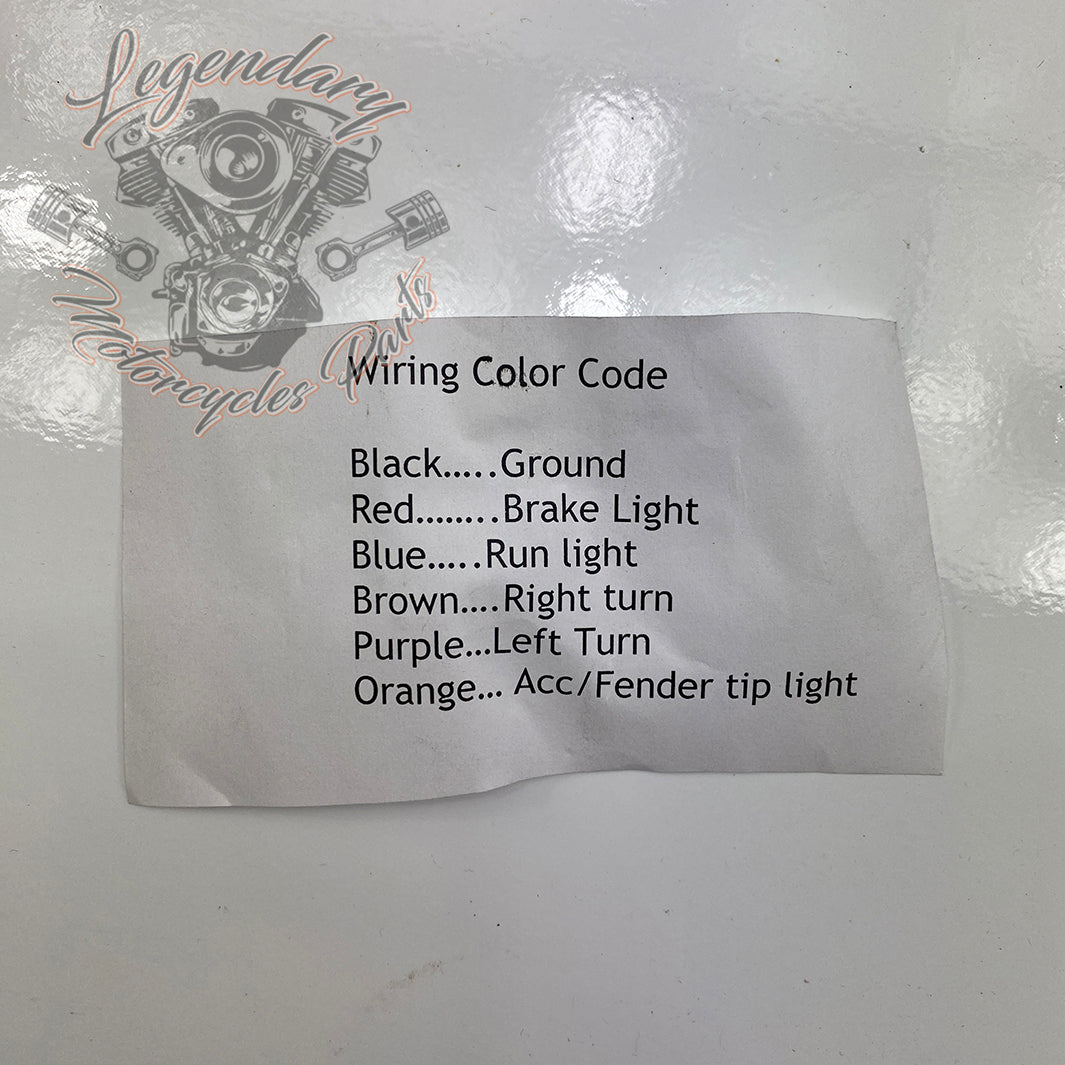 Legendary
Motorcycles Parts
Wiring Color Code
Black.....Ground
Red........Brake Light
Blue.....Run light
Brown....Right turn
Purple...Left Turn
Orange... Acc/Fender tip light